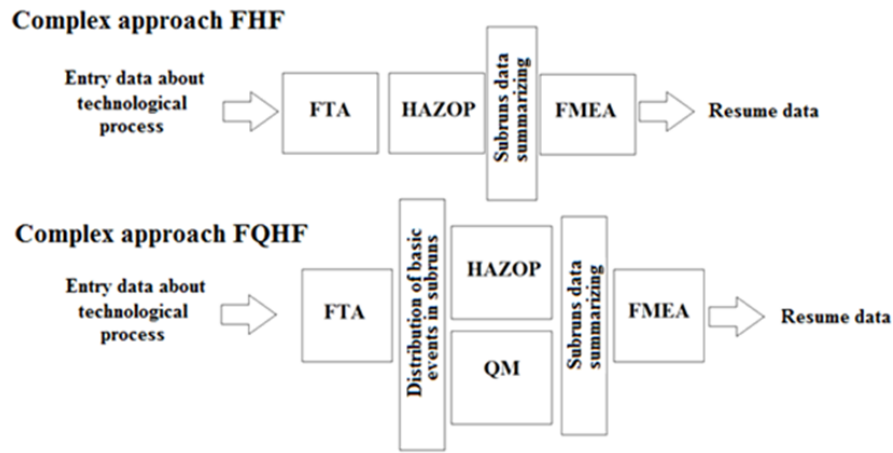 Complex approach FHF
Entry data about
technological
process
FTA
HAZOP
Subruns data
summarizing
FMEA
Resume data
Complex approach FQHF
Entry data about
technological
process
FTA
Distribution of basic
events in subruns
HAZOP
QM
Subruns data
summarizing
FMEA
Resume data